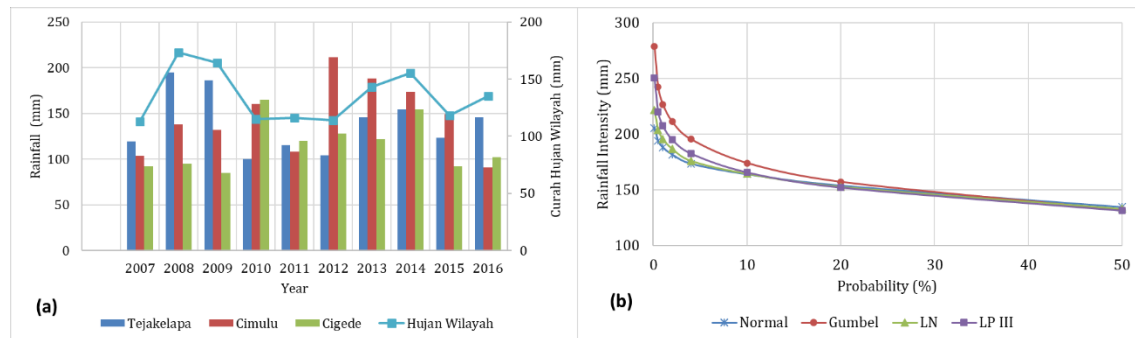 250
200
150
100
50
0
Rainfall (mm)
200
150
100
50
0
Curah Hujan Wilayah (mm)
2007 2008 2009 2010 2011 2012 2013 2014 2015 2016
Year
(a)
Tejakelapa Cimulu Cigede Hujan Wilayah
300
250
200
150
100
Rainfall Intensity (mm)
0 10 20 30 40 50
Probability (%)
(b)
Normal Gumbel LN LP III